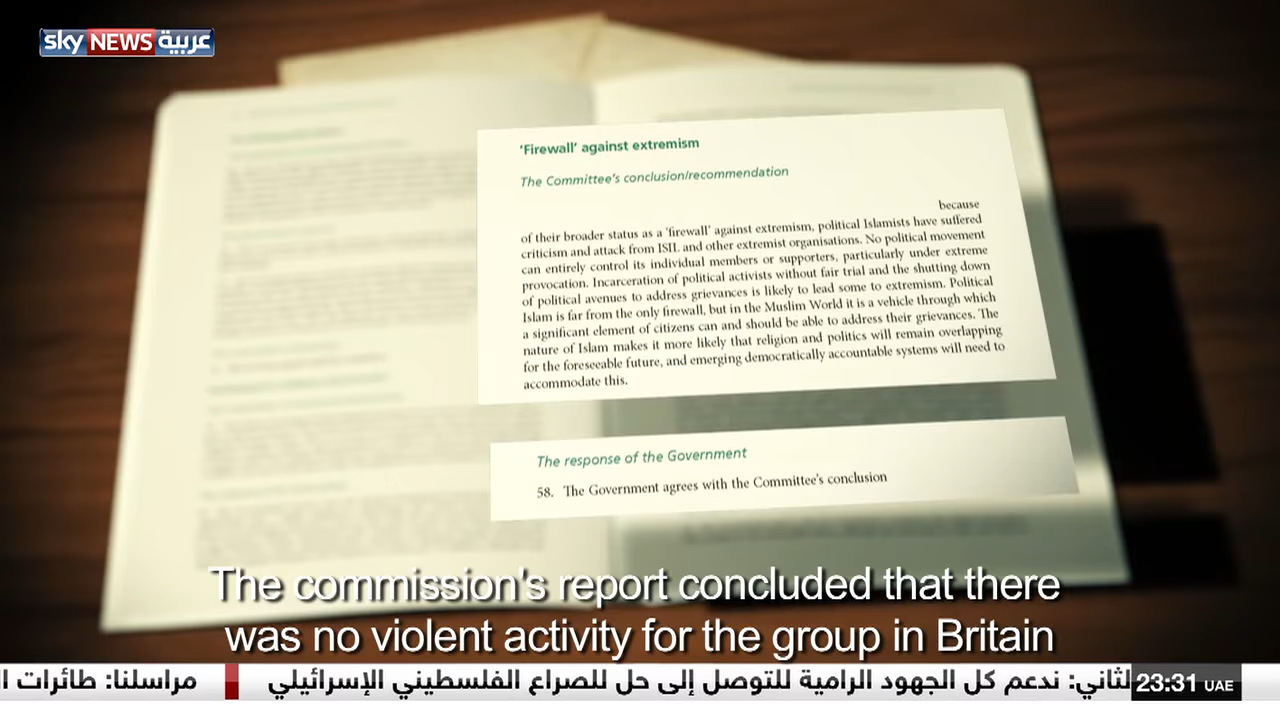 sky NEWS عربية
‘Firewall’ against extremism
The Committee’s conclusion/recommendation
because
of their broader status as a ‘firewall’ against extremism, political Islamists have suffered
criticism and attack from ISIL and other extremist organisations. No political movement
can entirely control its individual members or supporters, particularly under extreme
provocation. Incarceration of political activists without fair trial and the shutting down
of political avenues to address grievances is likely to lead some to extremism. Political
Islam is far from the only firewall, but in the Muslim World it is a vehicle through which
a significant element of citizens can and should be able to address their grievances. The
nature of Islam makes it more likely that religion and politics will remain overlapping
for the foreseeable future, and emerging democratically accountable systems will need to
accommodate this.
The response of the Government
58. The Government agrees with the Committee’s conclusion
The commission's report concluded that there
was no violent activity for the group in Britain
لثاني: ندعم كل الجهود الرامية للتوصل إلى حل للصراع الفلسطيني الإسرائيلي
مراسلنا: طائرات
23:31 UAE